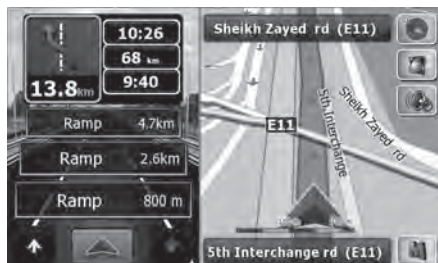 10:26
68 km
9:40
13.8km
Ramp 4.7km
Ramp 2.6km
Ramp 800 m
Sheikh Zayed rd (E11)
E11
5th Interchange
Sheikh Zayed rd
5th Interchange rd (E11)